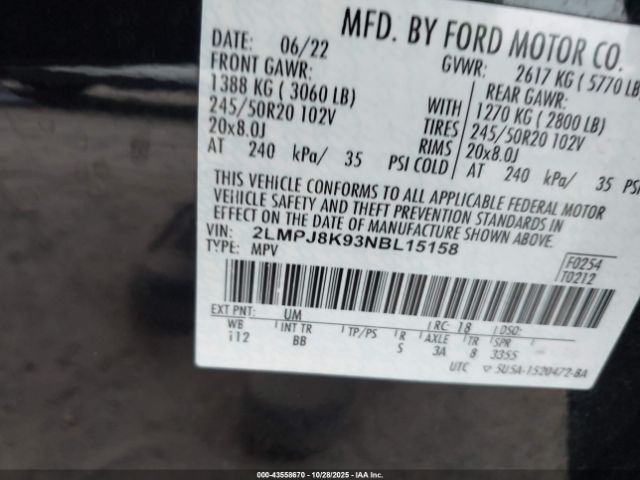 MFD. BY FORD MOTOR CO.
DATE: 06/22 GVWR: 2617 KG ( 5770 LB
FRONT GAWR: REAR GAWR:
1388 KG ( 3060 LB) WITH 1270 KG ( 2800 LB)
245/50R20 102V TIRES 245/50R20 102V
20x8.0J RIMS 20x8.0J
AT 240 kPa/ 35 PSI COLD AT 240 kPa/ 35 PS
THIS VEHICLE CONFORMS TO ALL APPLICABLE FEDERAL MOTOR
VEHICLE SAFETY AND THEFT PREVENTION STANDARDS IN
EFFECT ON THE DATE OF MANUFACTURE SHOWN ABOVE.
VIN: 2LMPJ8K93NBL15158
TYPE: MPV
F0254
T0212
EXT PNT: UM RC: 18 DSO:
WB INT TR TP/PS R AXLE TR SPR
112 BB S 3A 8 3355
UTC ▽ 5U5A-1520472-BA
000-43558670 | 10/28/2025 | IAA Inc.